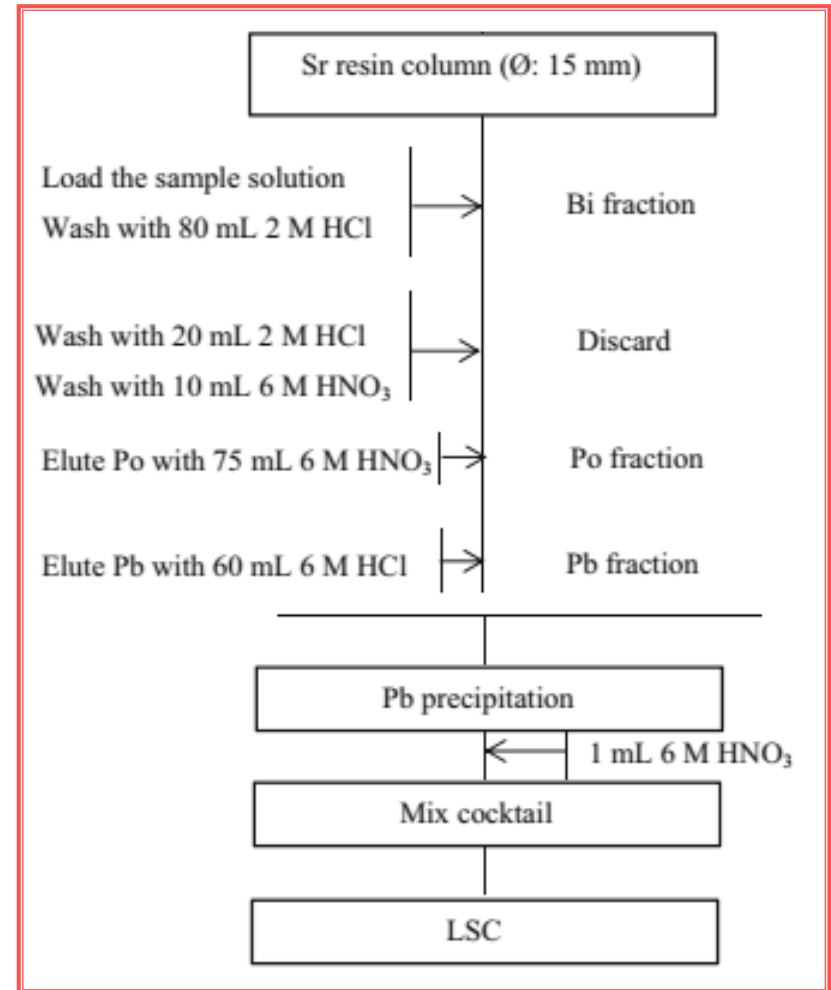 Sr resin column (Ø: 15 mm)
Load the sample solution
Wash with 80 mL 2 M HCl
Bi fraction
Wash with 20 mL 2 M HCl
Wash with 10 mL 6 M HNO₃
Discard
Elute Po with 75 mL 6 M HNO₃
Po fraction
Elute Pb with 60 mL 6 M HCl
Pb fraction
Pb precipitation
1 mL 6 M HNO₃
Mix cocktail
LSC